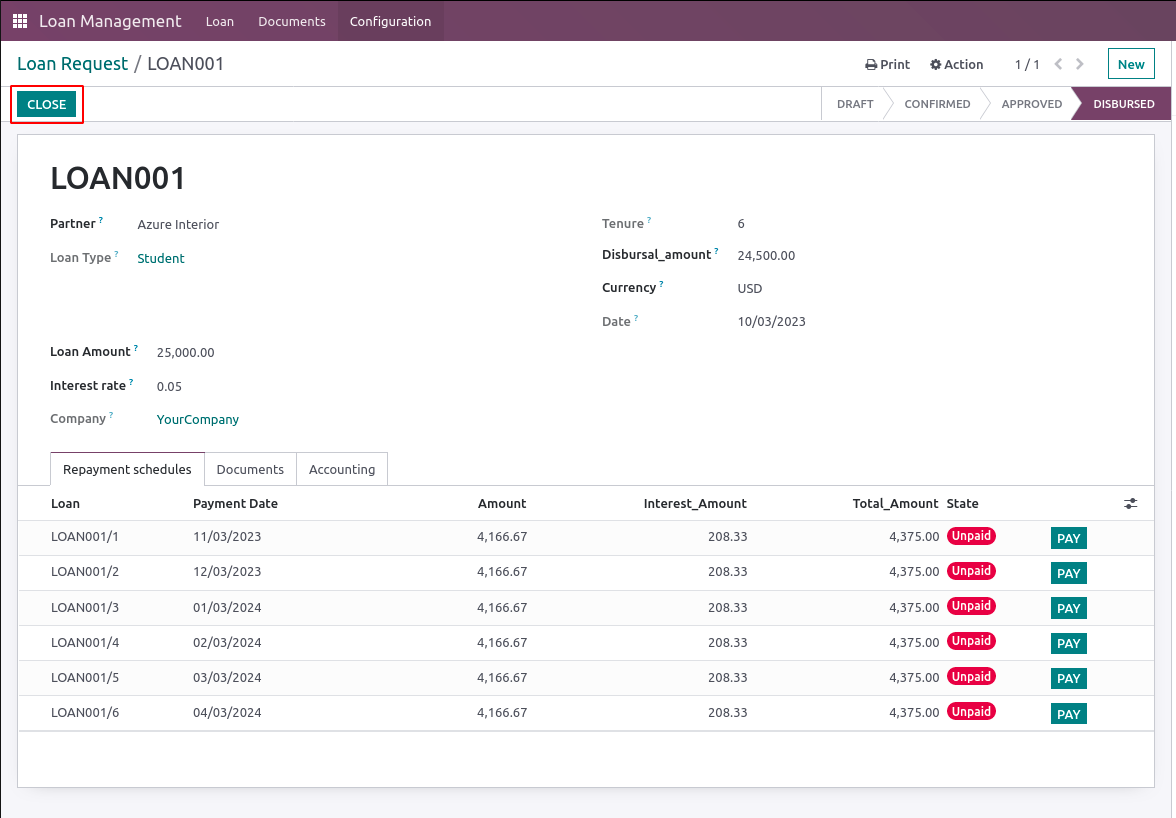 Loan Management Loan Documents Configuration
Loan Request / LOAN001 Print Action 1 / 1 New
CLOSE DRAFT CONFIRMED APPROVED DISBURSED
LOAN001
Partner ? Azure Interior Tenure ? 6
Loan Type ? Student Disbursal_amount ? 24,500.00
Currency ? USD
Date ? 10/03/2023
Loan Amount ? 25,000.00
Interest rate ? 0.05
Company ? YourCompany
Repayment schedules Documents Accounting
Loan Payment Date Amount Interest_Amount Total_Amount State
LOAN001/1 11/03/2023 4,166.67 208.33 4,375.00 Unpaid PAY
LOAN001/2 12/03/2023 4,166.67 208.33 4,375.00 Unpaid PAY
LOAN001/3 01/03/2024 4,166.67 208.33 4,375.00 Unpaid PAY
LOAN001/4 02/03/2024 4,166.67 208.33 4,375.00 Unpaid PAY
LOAN001/5 03/03/2024 4,166.67 208.33 4,375.00 Unpaid PAY
LOAN001/6 04/03/2024 4,166.67 208.33 4,375.00 Unpaid PAY